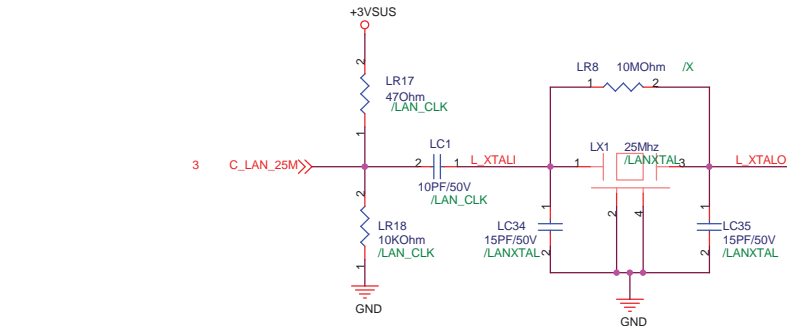 +3VSUS
2
LR17
47Ohm
/LAN_CLK
1
LR8 10MOhm /X
1 2
3 C_LAN_25M
LC1
2 1
L_XTALI
10PF/50V
/LAN_CLK
LX1 25Mhz
/LANXTAL
1 3
L_XTALO
2
LR18
10KOhm
/LAN_CLK
1
GND
1
LC34
15PF/50V
/LANXTAL
2
2 4
1
LC35
15PF/50V
/LANXTAL
2
GND